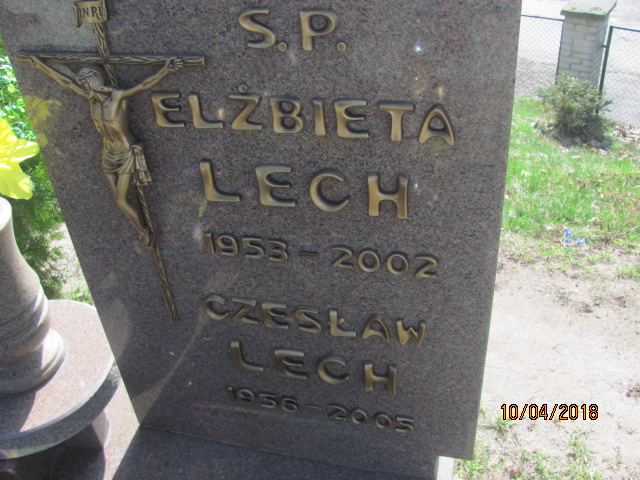 INRI
Ś.P.
ELŻBIETA
LECH
1953 – 2002
CZESŁAW
LECH
1956 – 2005
10/04/2018